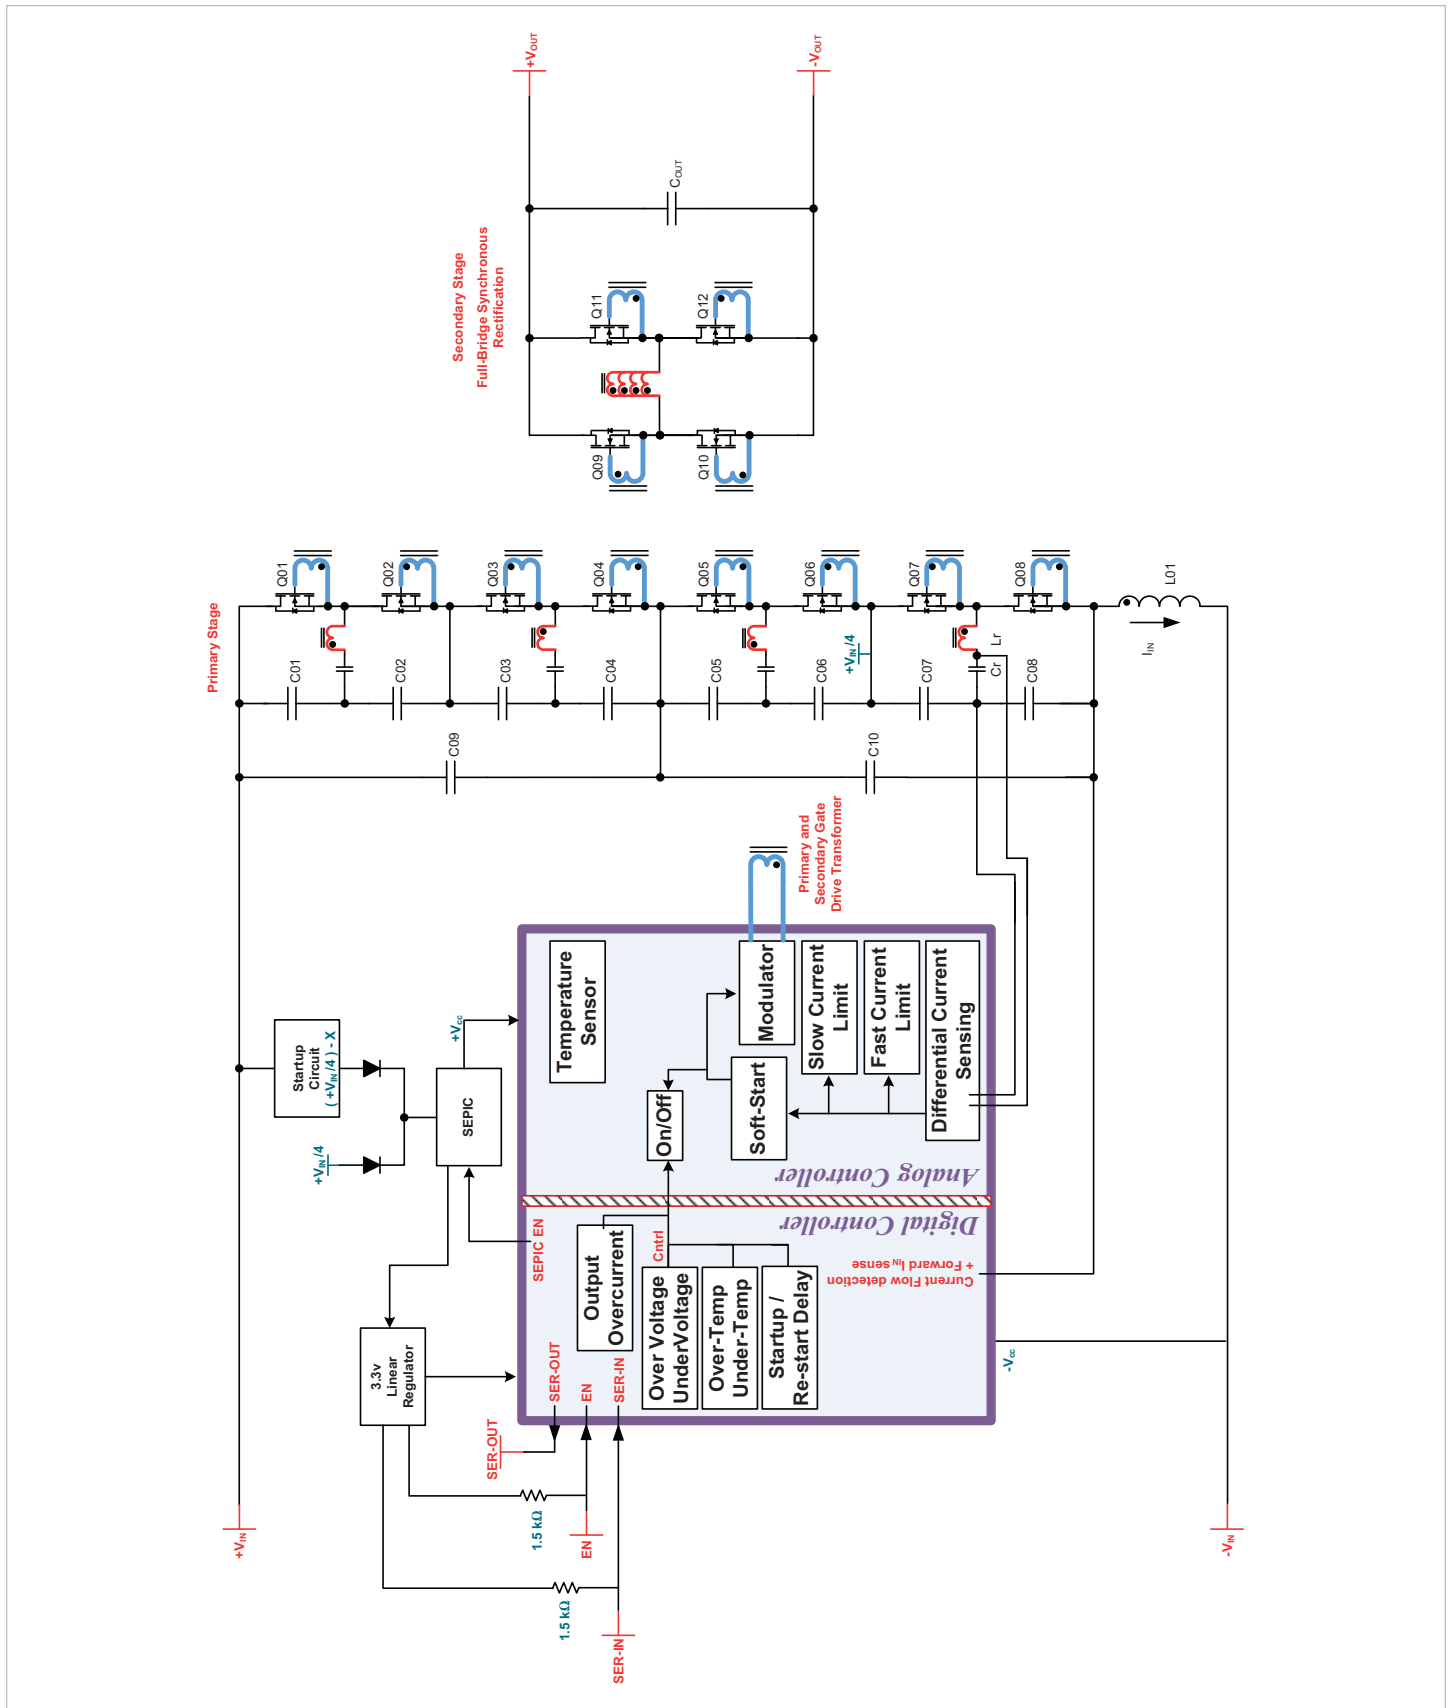 +VOUT
-VOUT
COUT
Secondary Stage
Full-Bridge Synchronous
Rectification
Q11
Q12
Q09
Q10
Primary Stage
Q01
Q02
Q03
Q04
Q05
Q06
Q07
Q08
L01
IIN
C01
C02
C03
C04
C05
C06
+VIN/4
C07
Cr
Lr
C08
C09
C10
Primary and
Secondary Gate
Drive Transformer
Startup
Circuit
( +VIN/4 ) - X
+VIN/4
SEPIC
+Vcc
Temperature
Sensor
Modulator
Slow Current
Limit
Fast Current
Limit
Differential Current
Sensing
On/Off
Soft-Start
Analog Controller
Digital Controller
SEPIC EN
Output
Overcurrent
Cntrl
Over Voltage
UnderVoltage
Over-Temp
Under-Temp
Startup /
Re-start Delay
Current Flow detection
+ Forward IIN sense
3.3v
Linear
Regulator
SER-OUT
EN
SER-IN
SER-OUT
1.5 kΩ
EN
1.5 kΩ
SER-IN
-Vcc
+VIN
-VIN